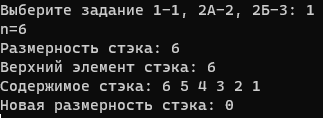 Выберите задание 1-1, 2А-2, 2Б-3: 1
n=6
Размерность стэка: 6
Верхний элемент стэка: 6
Содержимое стэка: 6 5 4 3 2 1
Новая размерность стэка: 0